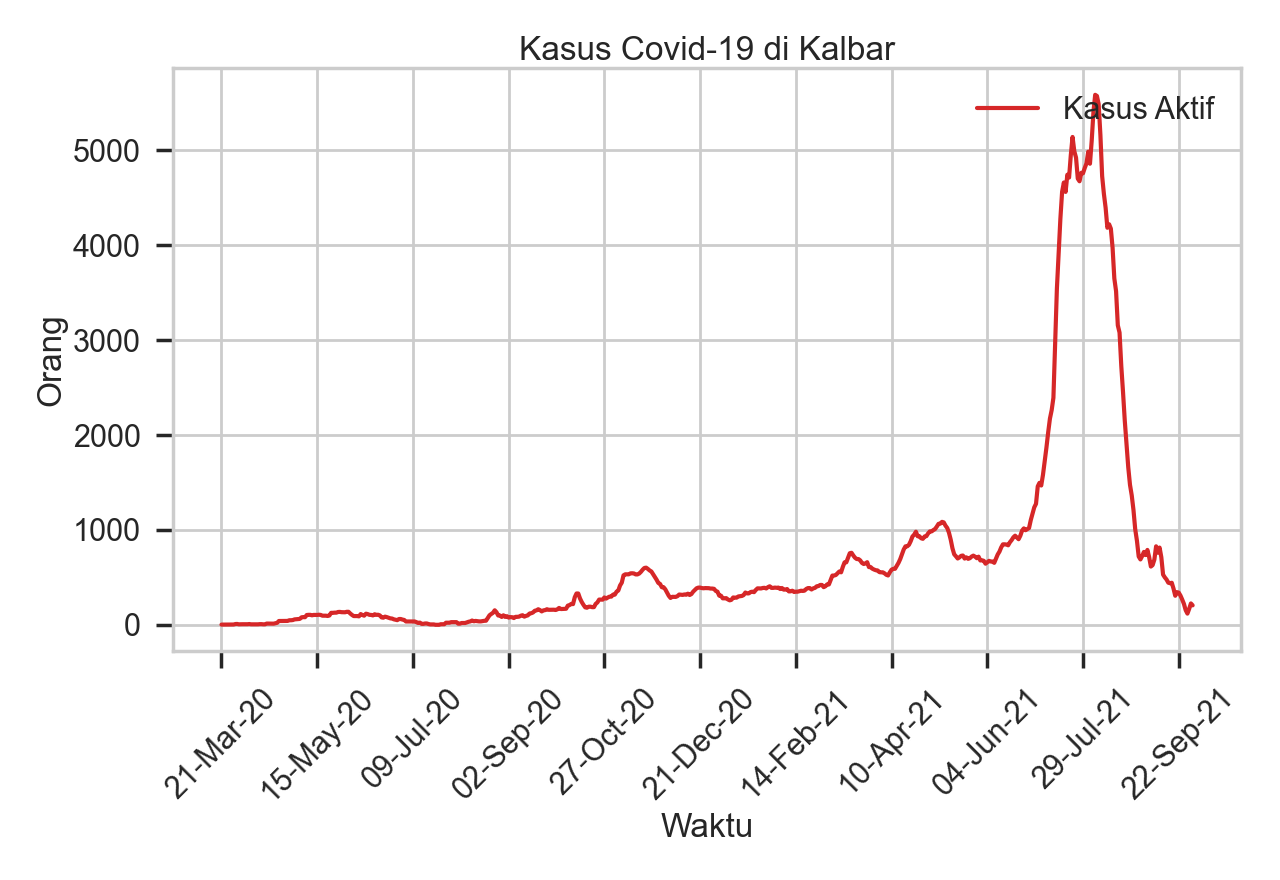 Kasus Covid-19 di Kalbar
Kasus Aktif
Orang
5000
4000
3000
2000
1000
0
21-Mar-20
15-May-20
09-Jul-20
02-Sep-20
27-Oct-20
21-Dec-20
14-Feb-21
10-Apr-21
04-Jun-21
29-Jul-21
22-Sep-21
Waktu